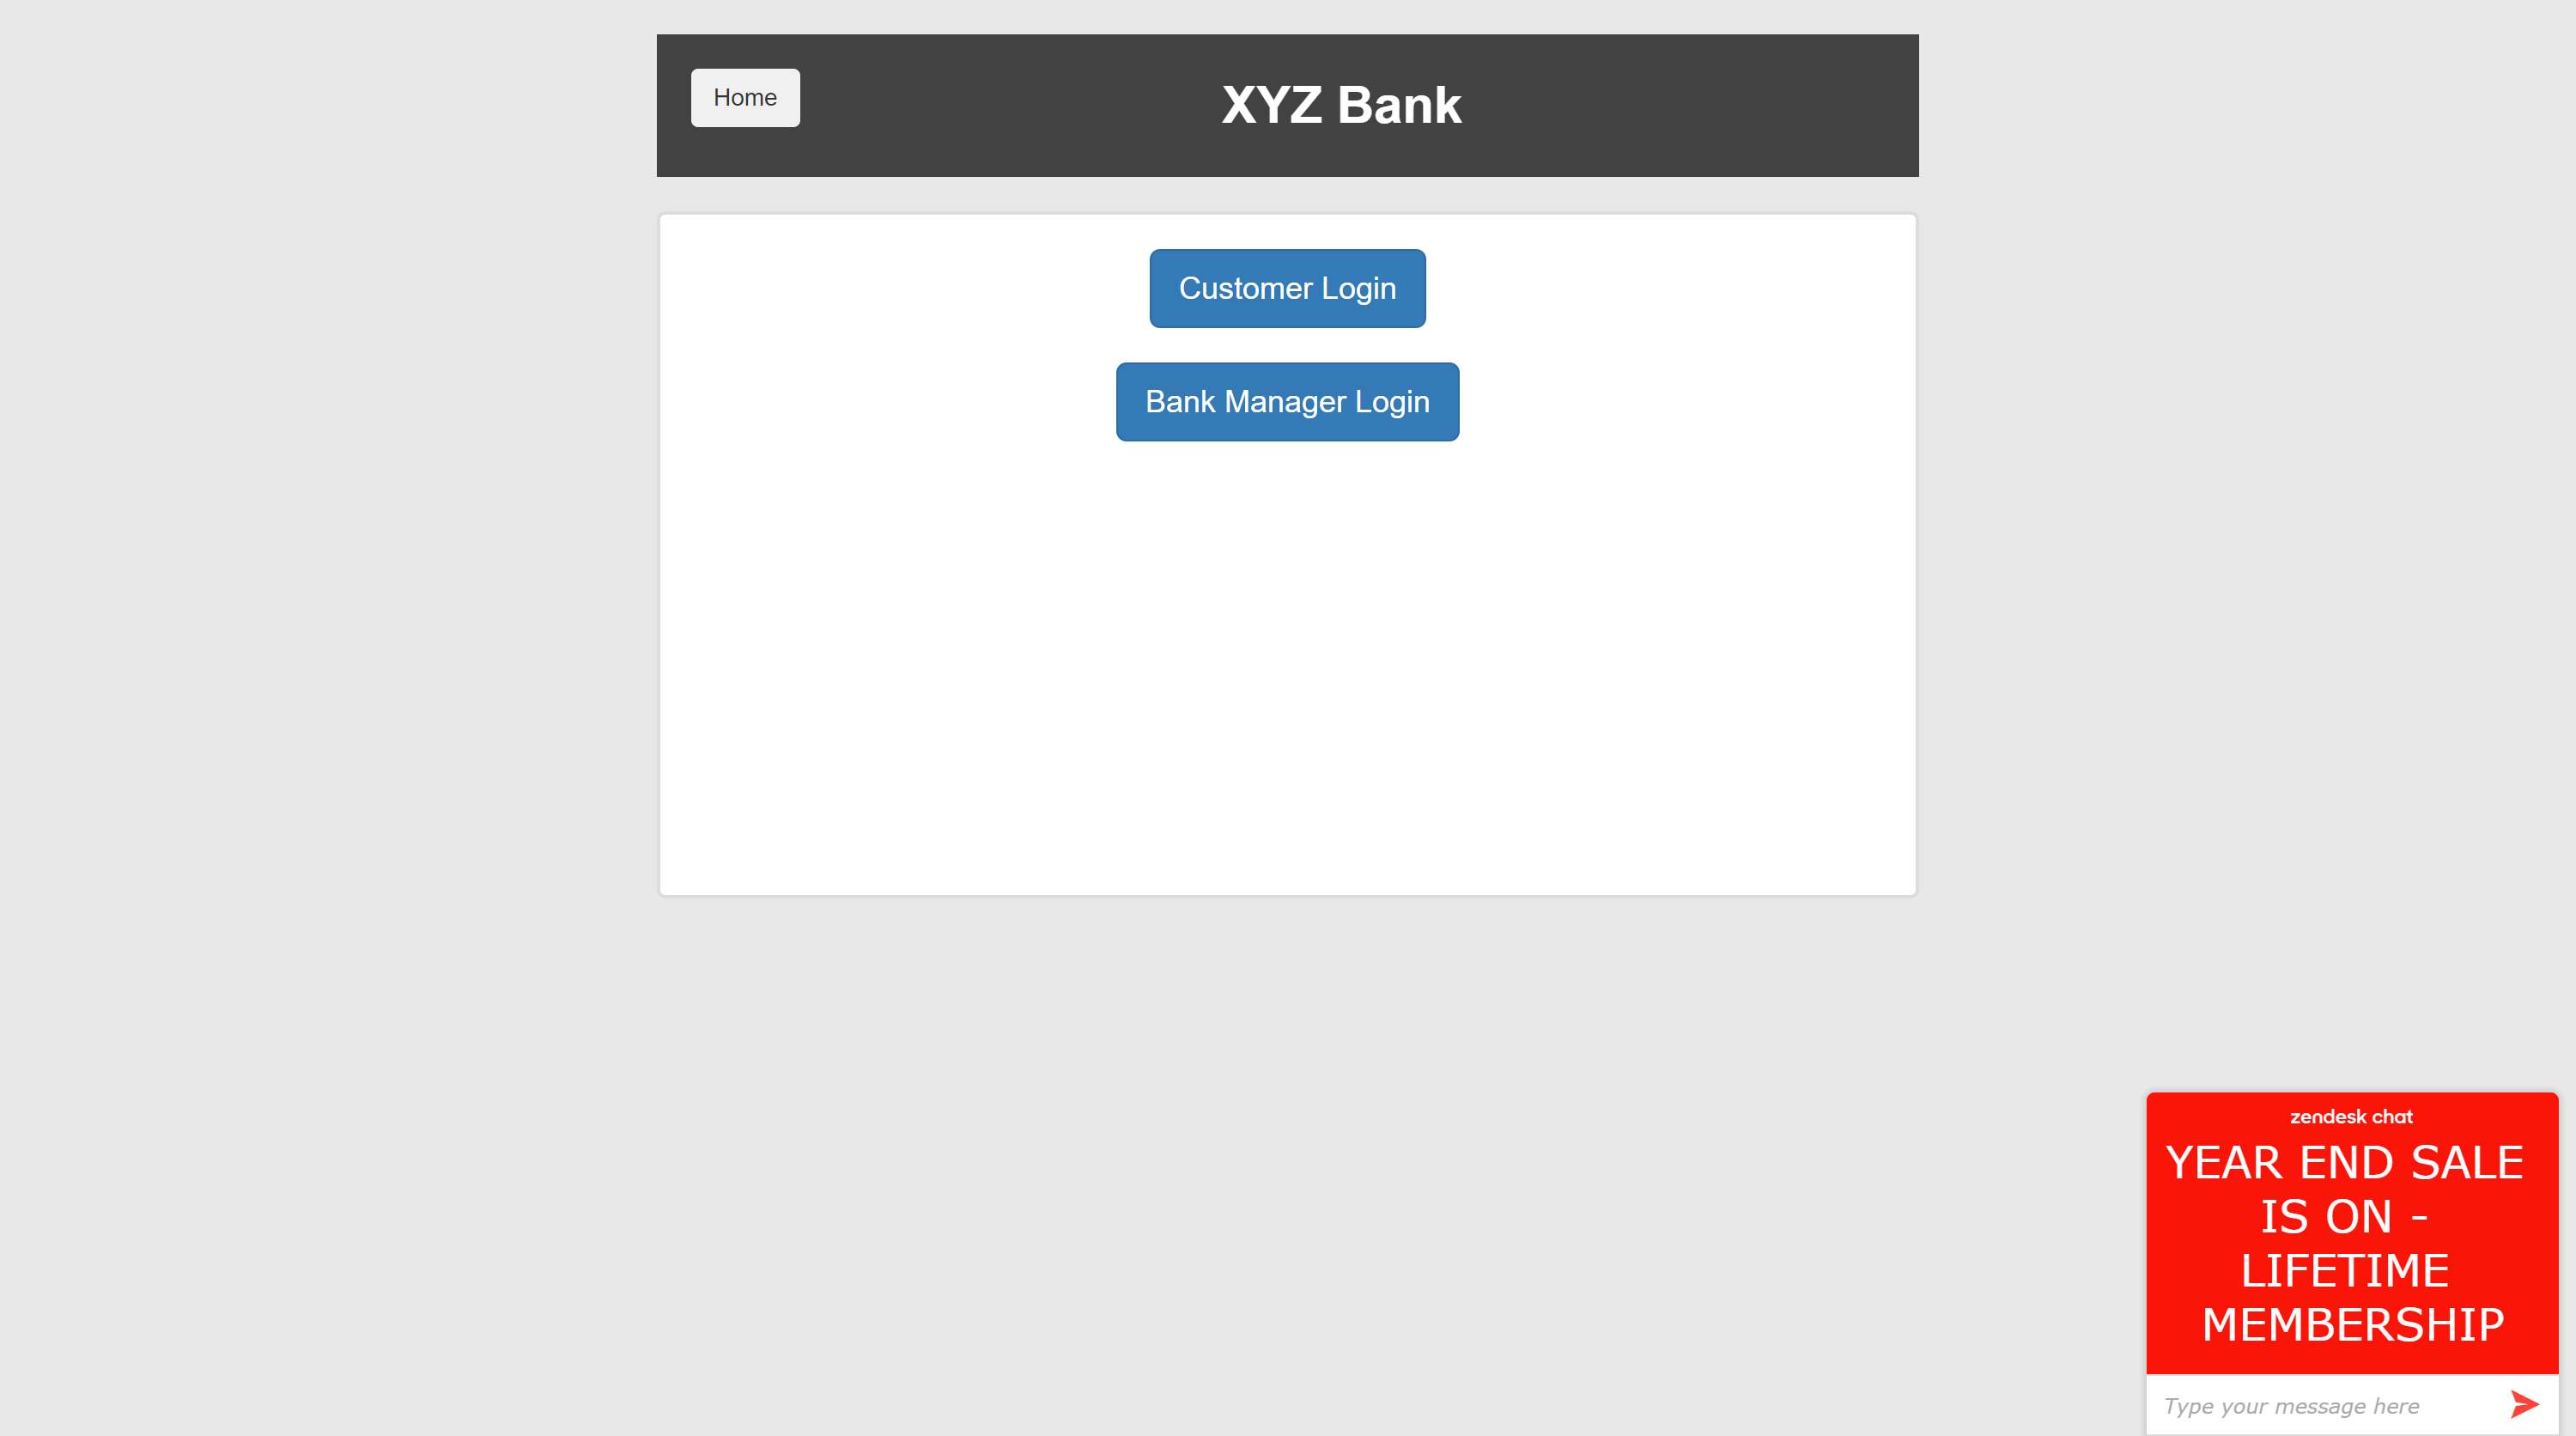 Home
XYZ Bank
Customer Login
Bank Manager Login
zendesk chat
YEAR END SALE
IS ON -
LIFETIME
MEMBERSHIP
Type your message here